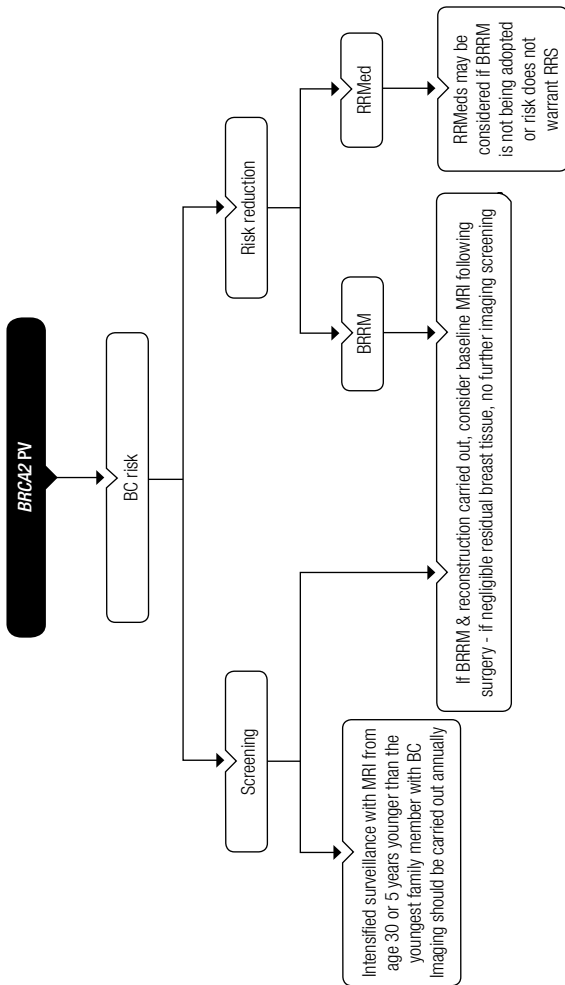 BRCA2 PV
BC risk
Screening
Risk reduction
BRRM
RRMed
Intensified surveillance with MRI from
age 30 or 5 years younger than the
youngest family member with BC
Imaging should be carried out annually
If BRRM & reconstruction carried out, consider baseline MRI following
surgery - if negligible residual breast tissue, no further imaging screening
RRMeds may be
considered if BRRM
is not being adopted
or risk does not
warrant RRS